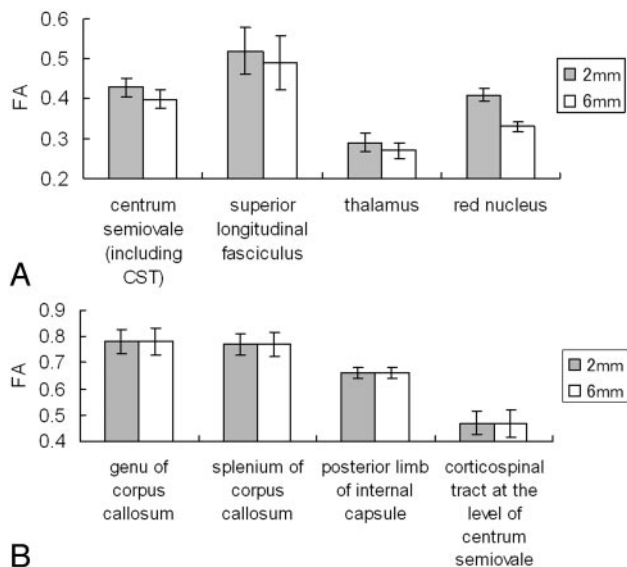 0.6
0.5
0.4
0.3
0.2
FA
2mm
6mm
centrum
semiovale
(including
CST)
superior
longitudinal
fasciculus
thalamus
red nucleus
A
0.9
0.8
0.7
0.6
0.5
0.4
FA
2mm
6mm
genu of
corpus
callosum
splenium of
corpus
callosum
posterior limb
of internal
capsule
corticospinal
tract at the
level of
centrum
semiovale
B